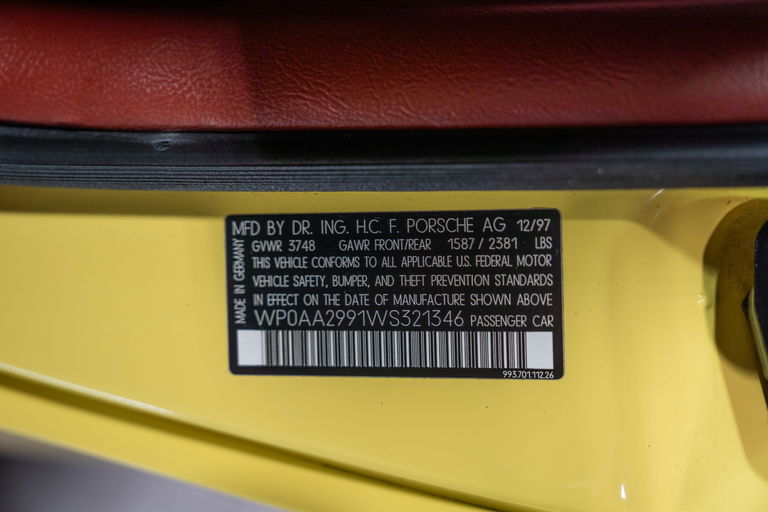 MFD BY DR. ING. H.C. F. PORSCHE AG 12/97
GVWR 3748 GAWR FRONT/REAR 1587 / 2381 LBS
THIS VEHICLE CONFORMS TO ALL APPLICABLE U.S. FEDERAL MOTOR
VEHICLE SAFETY, BUMPER, AND THEFT PREVENTION STANDARDS
IN EFFECT ON THE DATE OF MANUFACTURE SHOWN ABOVE
WP0AA2991WS321346 PASSENGER CAR
993.701.112.26
MADE IN GERMANY